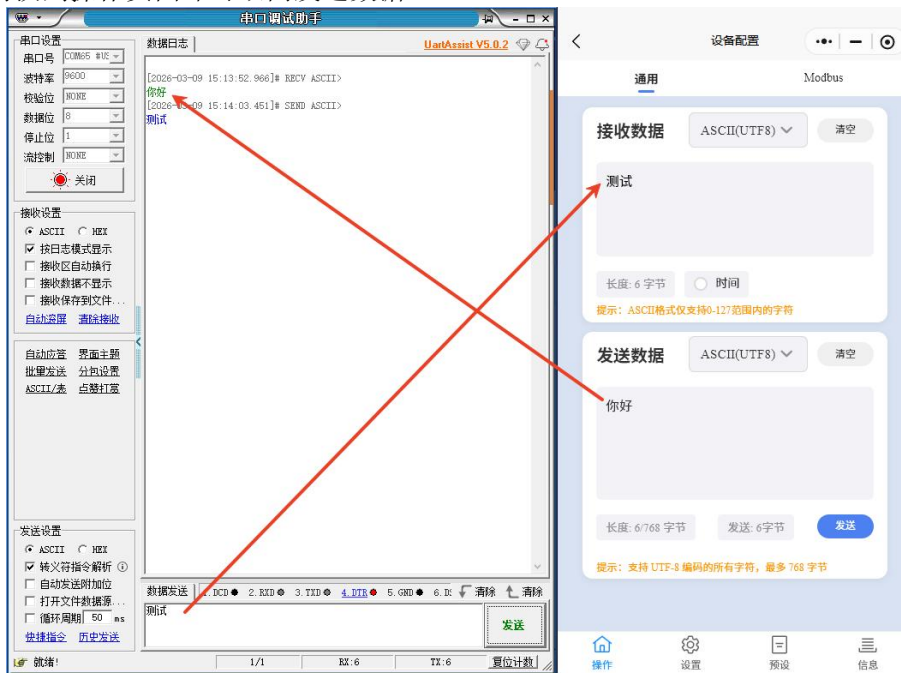 串口调试助手
串口设置
串口号 COM65 #US
波特率 9600
校验位 NONE
数据位 8
停止位 1
流控制 NONE
关闭
接收设置
ASCII HEX
按日志模式显示
接收区自动换行
接收数据不显示
接收保存到文件...
自动滚屏 清除接收
自动应答 界面主题
批量发送 分包设置
ASCII/表 点赞打赏
发送设置
ASCII HEX
转义符指令解析
自动发送附加位
打开文件数据源...
循环周期 50 ms
快捷指令 历史发送
就绪!
数据日志
UartAssist V5.0.2
[2026-03-09 15:13:52.966]# RECV ASCII>
你好
[2026-03-09 15:14:03.451]# SEND ASCII>
测试
数据发送 1.DCD 2.RXD 3.TXD 4.DTR 5.GND 6. 清除 清除
测试
发送
1/1 RX:6 TX:6 复位计数
设备配置
通用 Modbus
接收数据 ASCII(UTF8) 清空
测试
长度: 6 字节 时间
提示: ASCII格式仅支持0-127范围内的字符
发送数据 ASCII(UTF8) 清空
你好
长度: 6/768 字节 发送: 6字节 发送
提示: 支持 UTF-8 编码的所有字符，最多 768 字节
操作 设置 预设 信息